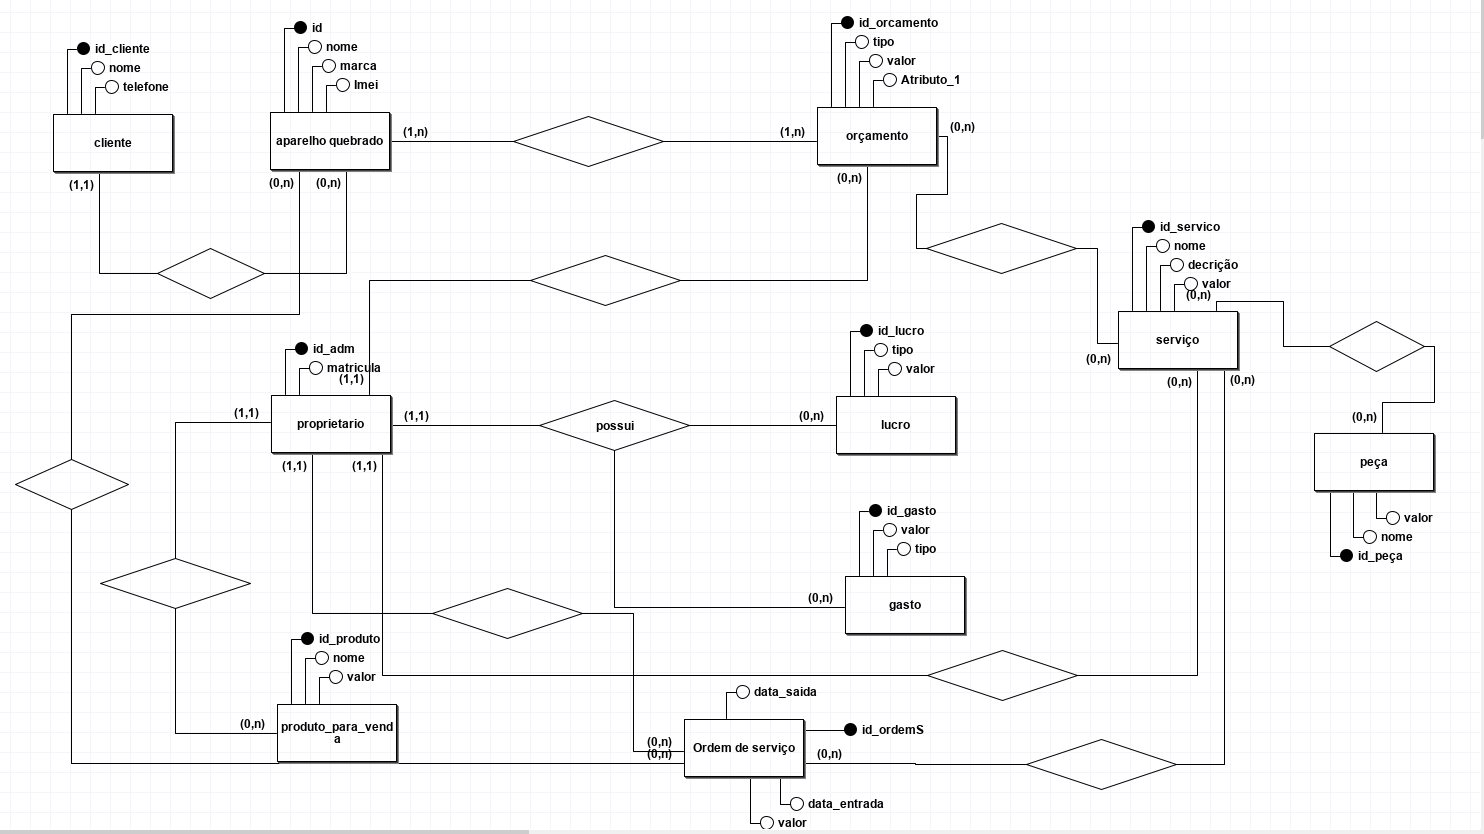 id_cliente
nome
telefone
cliente
(1,1)
id
nome
marca
Imei
aparelho quebrado
(1,n)
(0,n)
(0,n)
(1,n)
id_orcamento
tipo
valor
Atributo_1
orçamento
(0,n)
(0,n)
id_servico
nome
decrição
valor
(0,n)
serviço
(0,n)
(0,n)
(0,n)
id_adm
matricula
(1,1)
proprietario
(1,1)
(1,1)
(1,1)
(1,1)
possui
id_lucro
tipo
valor
(0,n)
lucro
(0,n)
peça
valor
nome
id_peça
id_gasto
valor
tipo
(0,n)
gasto
id_produto
nome
valor
(0,n)
produto_para_vend
a
data_saida
id_ordemS
(0,n)
(0,n)
Ordem de serviço
(0,n)
data_entrada
valor